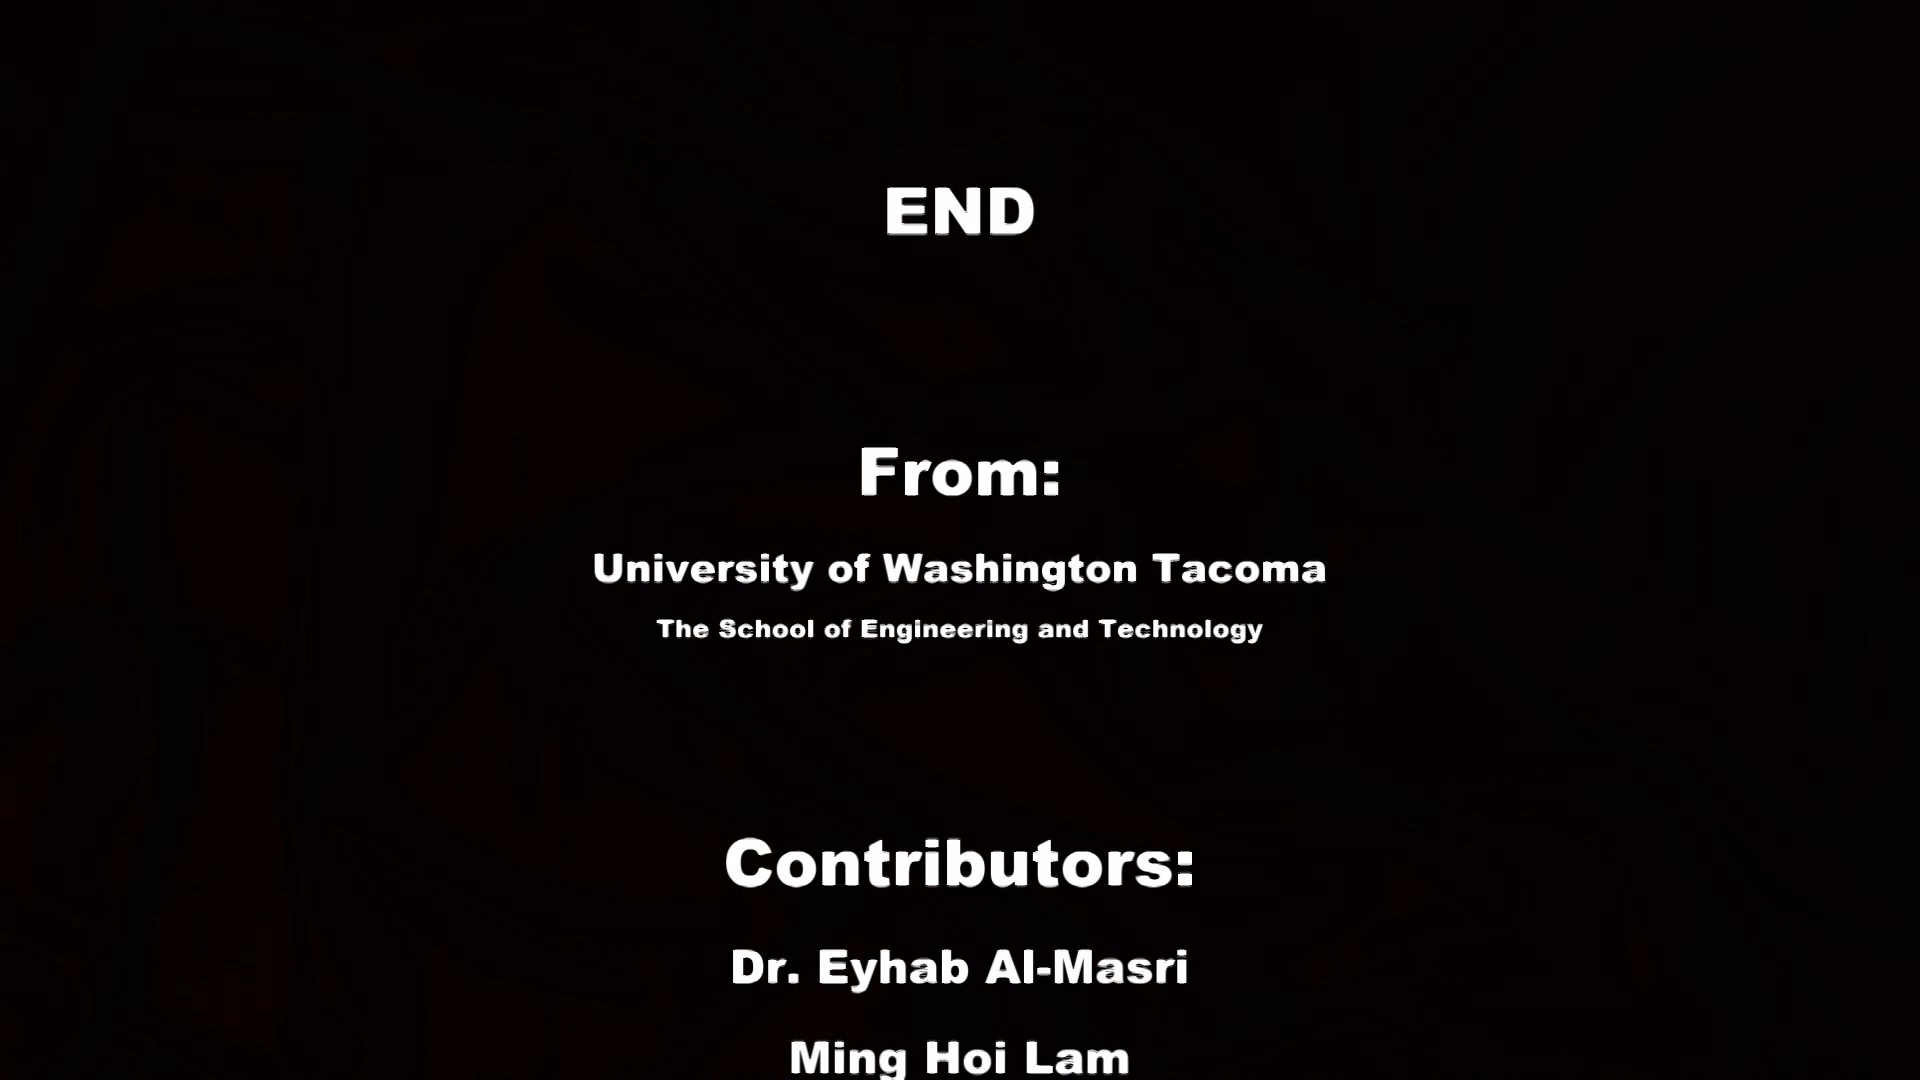 END
From:
University of Washington Tacoma
The School of Engineering and Technology
Contributors:
Dr. Eyhab Al-Masri
Ming Hoi Lam